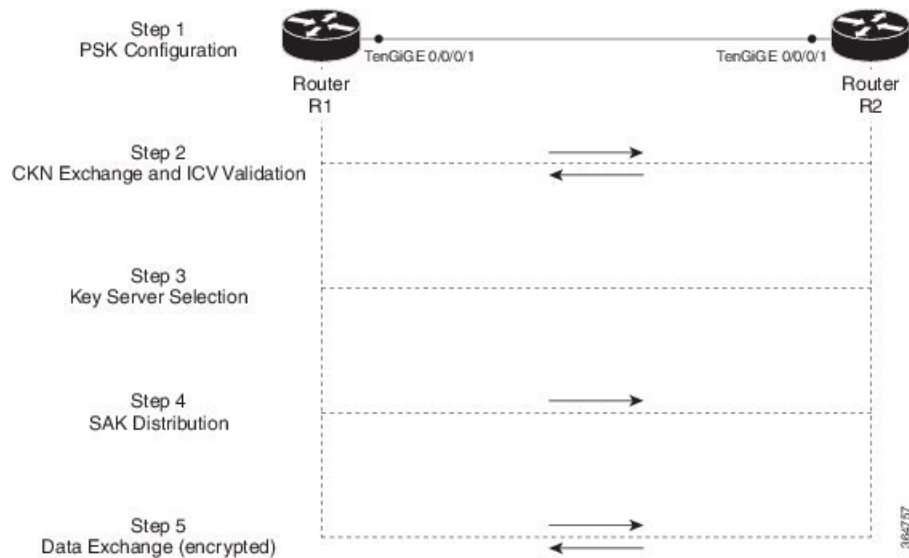 Step 1
PSK Configuration
TenGiGE 0/0/0/1
TenGiGE 0/0/0/1
Router
R1
Router
R2
Step 2
CKN Exchange and ICV Validation
Step 3
Key Server Selection
Step 4
SAK Distribution
Step 5
Data Exchange (encrypted)
364757